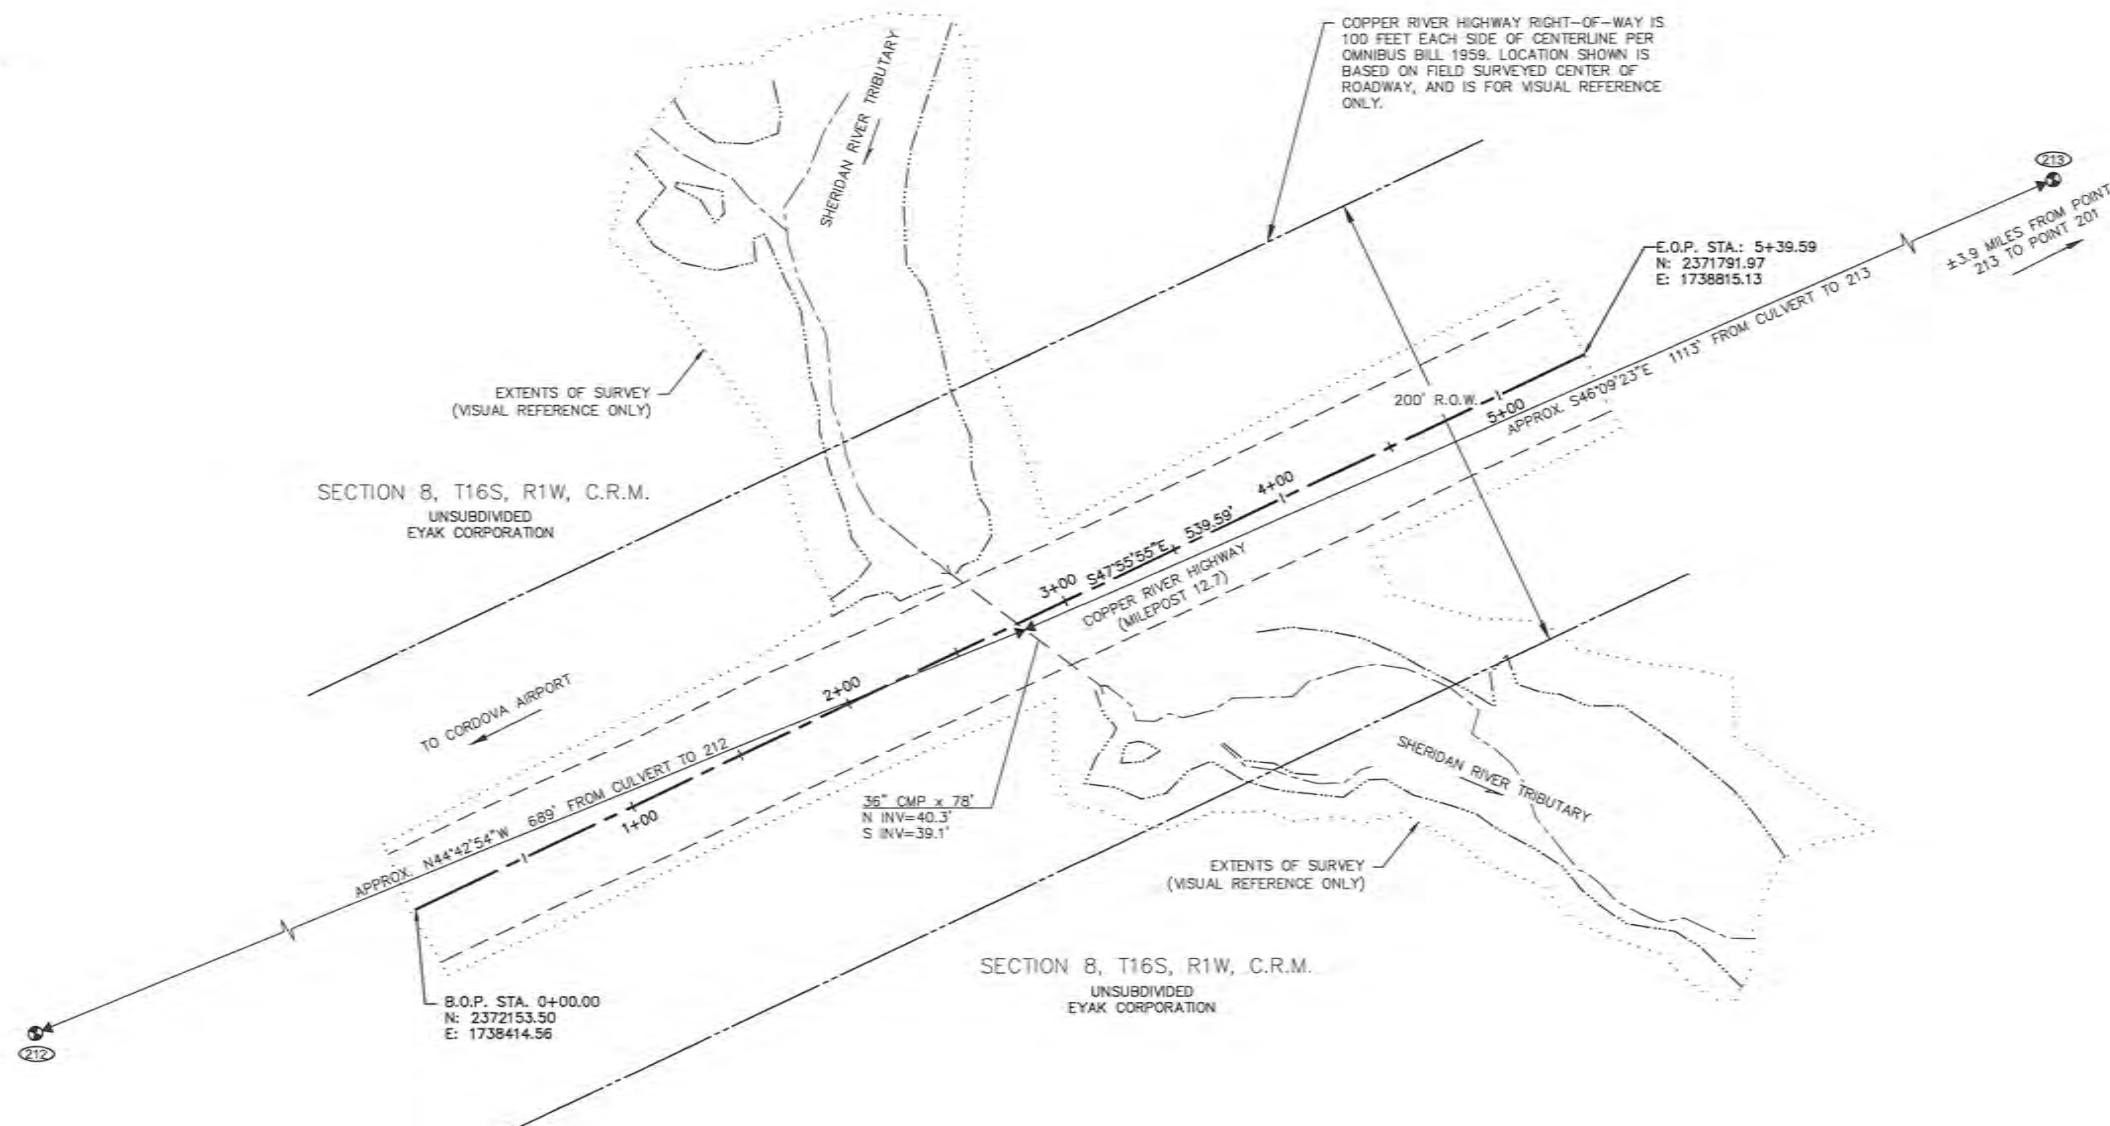 COPPER RIVER HIGHWAY RIGHT-OF-WAY IS
100 FEET EACH SIDE OF CENTERLINE PER
OMNIBUS BILL 1959. LOCATION SHOWN IS
BASED ON FIELD SURVEYED CENTER OF
ROADWAY, AND IS FOR VISUAL REFERENCE
ONLY.
SHERIDAN RIVER TRIBUTARY
213
±3.9 MILES FROM POINT
213 TO POINT 201
E.O.P. STA.: 5+39.59
N: 2371791.97
E: 1738815.13
EXTENTS OF SURVEY
(VISUAL REFERENCE ONLY)
200' R.O.W.
5+00
APPROX. S46°09'23"E 1113' FROM CULVERT TO 213
SECTION 8, T16S, R1W, C.R.M.
UNSUBDIVIDED
EYAK CORPORATION
4+00
S47°55'55"E 539.59'
3+00
COPPER RIVER HIGHWAY
(MILEPOST 12.7)
TO CORDOVA AIRPORT
2+00
APPROX. N44°42'54"W 689' FROM CULVERT TO 212
1+00
36" CMP x 78'
N INV=40.3'
S INV=39.1'
SHERIDAN RIVER TRIBUTARY
EXTENTS OF SURVEY
(VISUAL REFERENCE ONLY)
SECTION 8, T16S, R1W, C.R.M.
UNSUBDIVIDED
EYAK CORPORATION
B.O.P. STA. 0+00.00
N: 2372153.50
E: 1738414.56
212